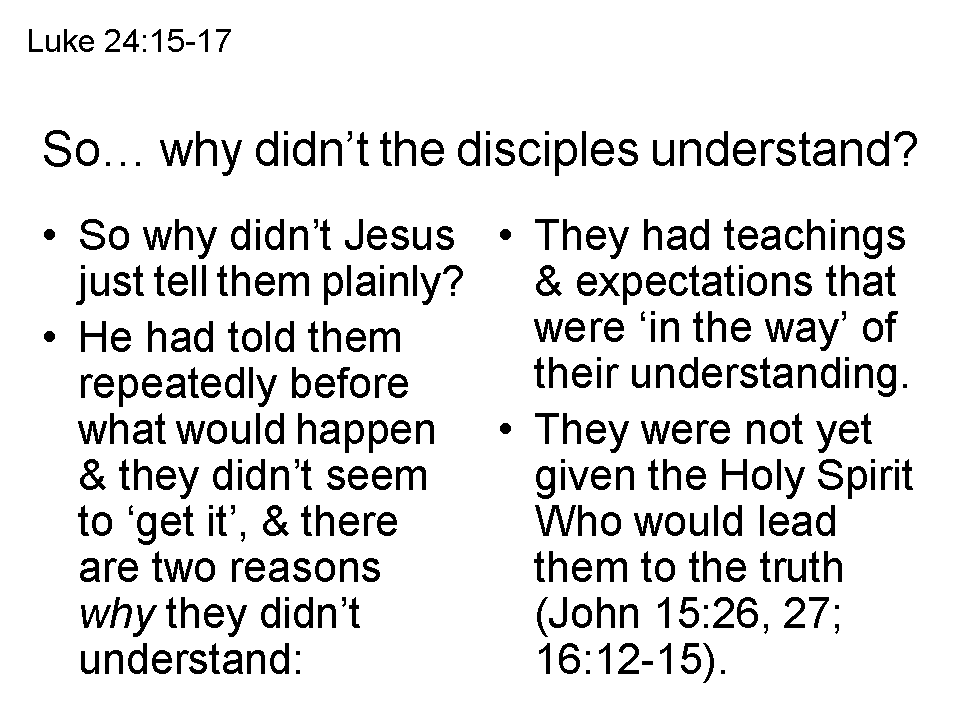 Luke 24:15-17
So… why didn’t the disciples understand?
• So why didn’t Jesus
just tell them plainly?
• He had told them
repeatedly before
what would happen
& they didn’t seem
to ‘get it’, & there
are two reasons
why they didn’t
understand:
• They had teachings
& expectations that
were ‘in the way’ of
their understanding.
• They were not yet
given the Holy Spirit
Who would lead
them to the truth
(John 15:26, 27;
16:12-15).